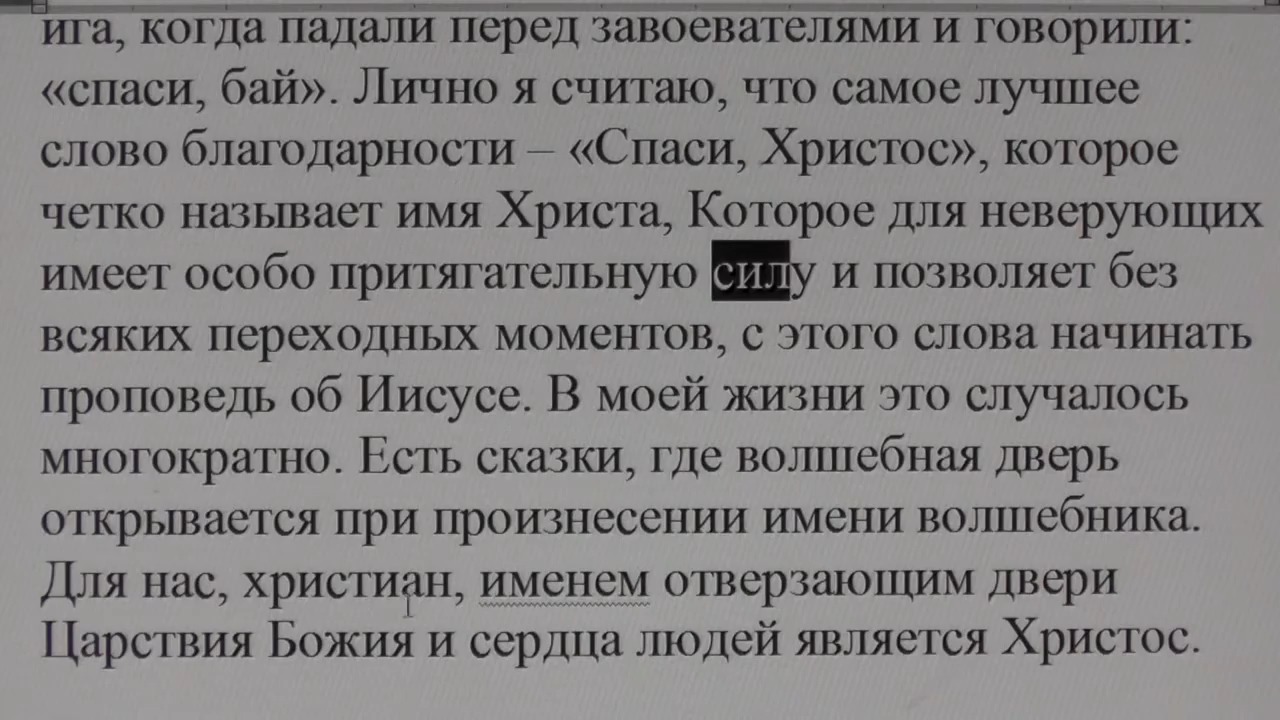 ига, когда падали перед завоевателями и говорили:
«спаси, бай». Лично я считаю, что самое лучшее
слово благодарности – «Спаси, Христос», которое
четко называет имя Христа, Которое для неверующих
имеет особо притягательную силу и позволяет без
всяких переходных моментов, с этого слова начинать
проповедь об Иисусе. В моей жизни это случалось
многократно. Есть сказки, где волшебная дверь
открывается при произнесении имени волшебника.
Для нас, христиан, именем отверзающим двери
Царствия Божия и сердца людей является Христос.